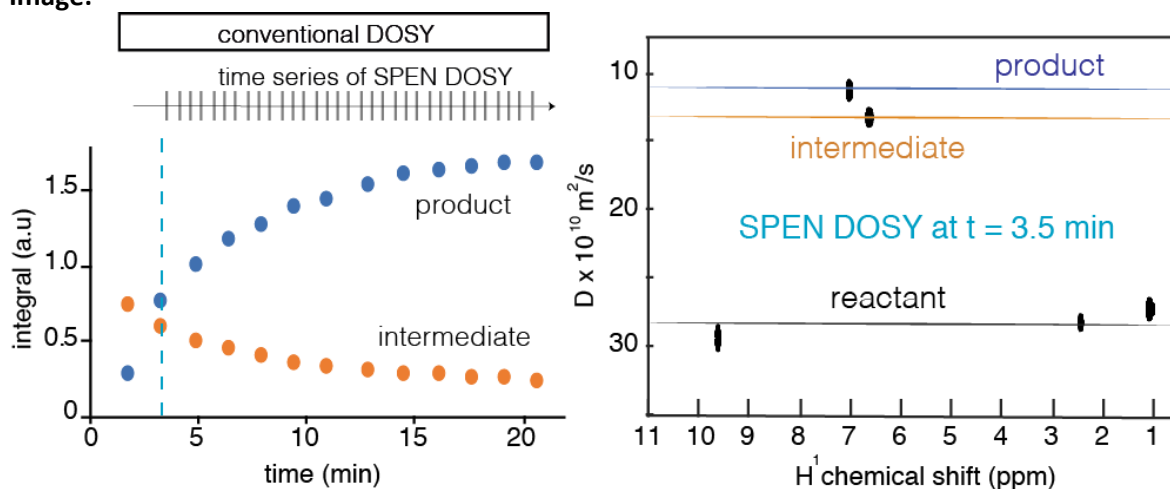 image:
conventional DOSY
time series of SPEN DOSY
integral (a.u)
1.5
1.0
0.5
0
product
intermediate
0 5 10 15 20
time (min)
D x 10¹⁰ m²/s
10
20
30
product
intermediate
SPEN DOSY at t = 3.5 min
reactant
11 10 9 8 7 6 5 4 3 2 1
H¹ chemical shift (ppm)